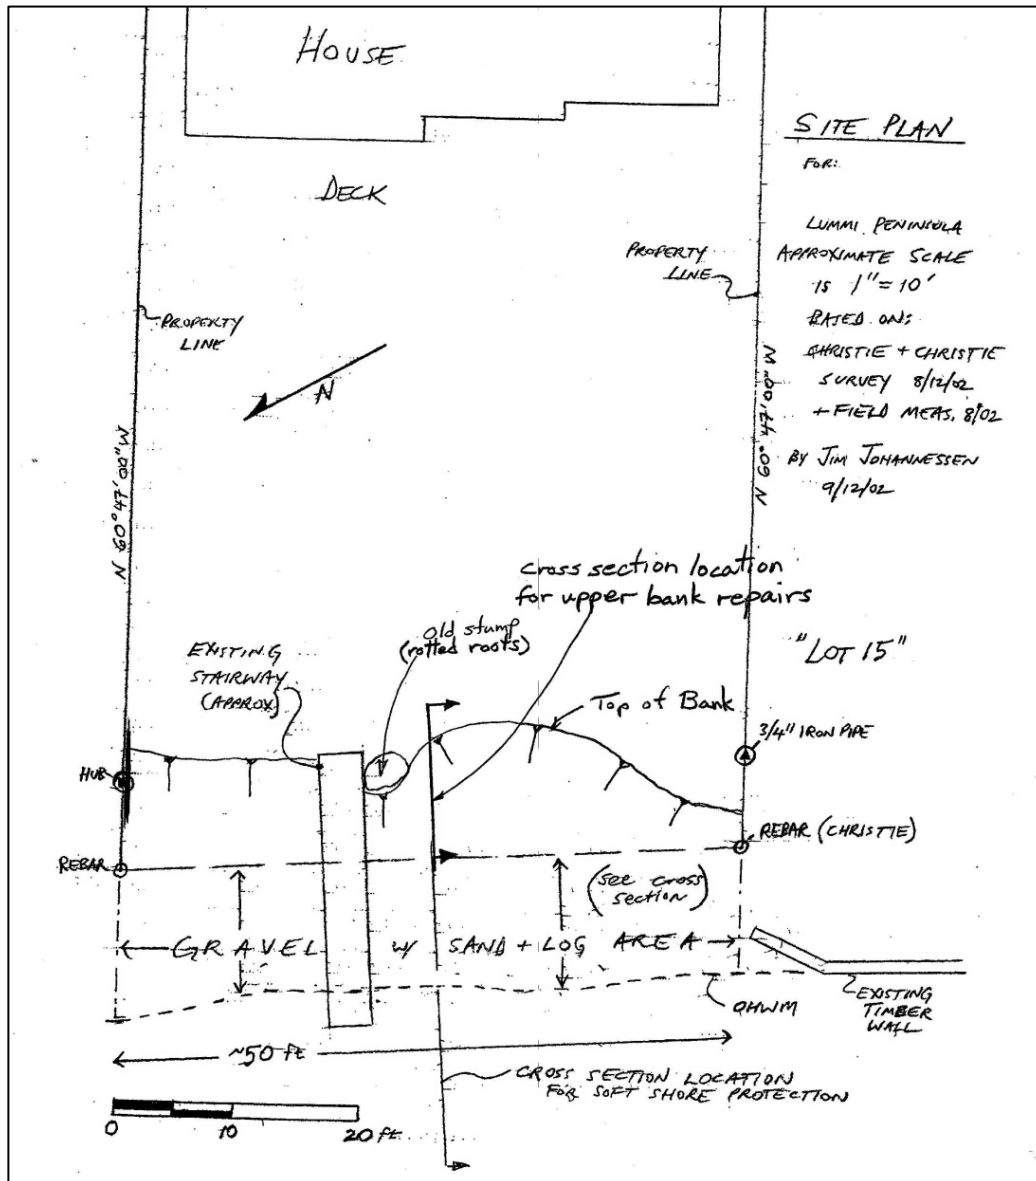 HOUSE
DECK
SITE PLAN
FOR:
LUMMI PENINSULA
APPROXIMATE SCALE
IS 1"=10'
BASED ON:
CHRISTIE + CHRISTIE
SURVEY 8/12/02
+ FIELD MEAS. 8/02
BY JIM JOHANNESSEN
9/12/02
PROPERTY
LINE
PROPERTY
LINE
N
N 60°47'00" W
N 60°47'00" W
cross section location
for upper bank repairs
old stump
(rotted roots)
EXISTING
STAIRWAY
(APPROX)
"LOT 15"
Top of Bank
3/4" IRON PIPE
HUB
REBAR
REBAR (CHRISTIE)
(see cross
section)
GRAVEL w/ SAND + LOG AREA
OHWM
EXISTING
TIMBER
WALL
~50 ft
CROSS SECTION LOCATION
FOR SOFT SHORE PROTECTION
0 10 20 ft